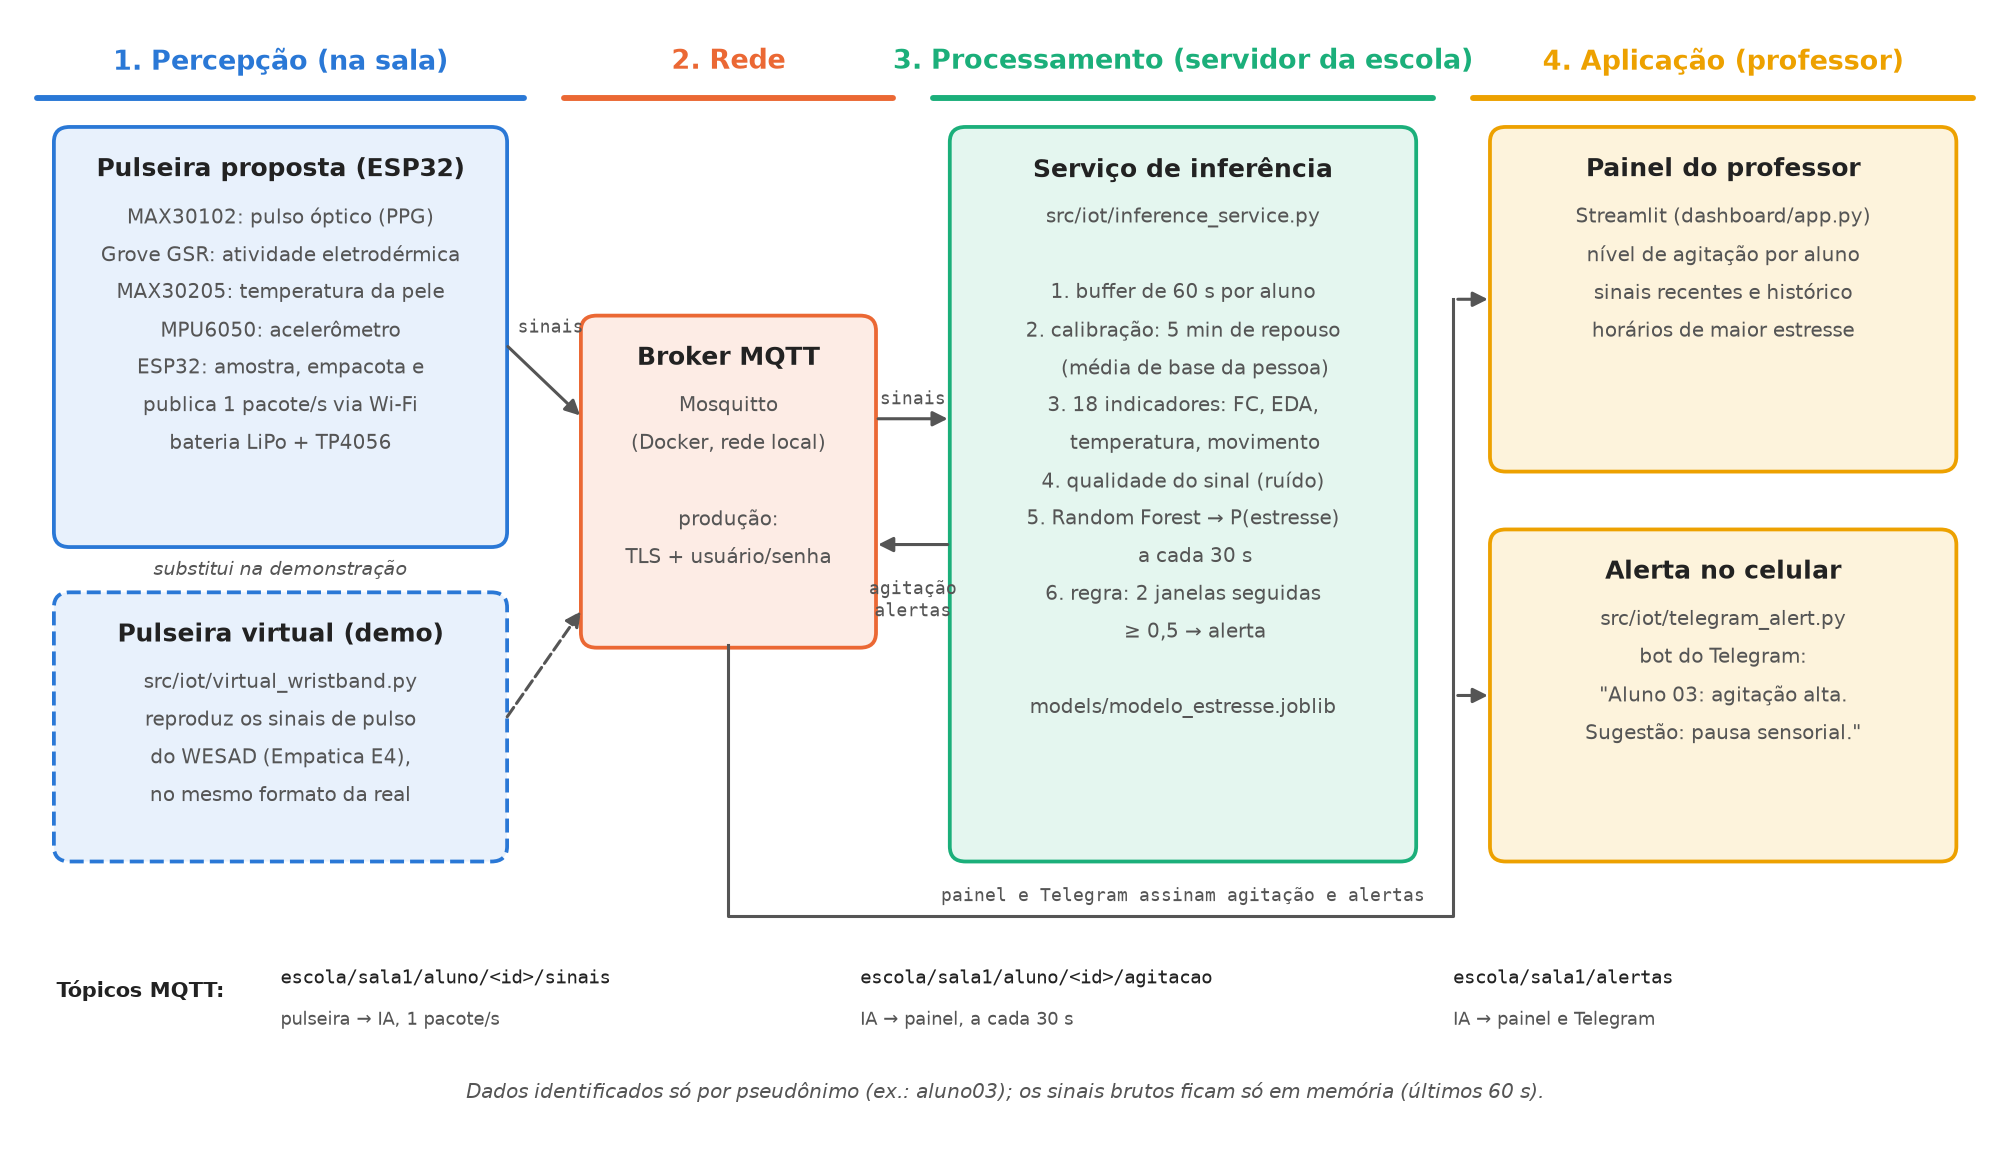 1. Percepção (na sala)
2. Rede
3. Processamento (servidor da escola)
4. Aplicação (professor)
Pulseira proposta (ESP32)
MAX30102: pulso óptico (PPG)
Grove GSR: atividade eletrodérmica
MAX30205: temperatura da pele
MPU6050: acelerômetro
ESP32: amostra, empacota e
publica 1 pacote/s via Wi-Fi
bateria LiPo + TP4056
substitui na demonstração
Pulseira virtual (demo)
src/iot/virtual_wristband.py
reproduz os sinais de pulso
do WESAD (Empatica E4),
no mesmo formato da real
sinais
Broker MQTT
Mosquitto
(Docker, rede local)
produção:
TLS + usuário/senha
sinais
agitação
alertas
Serviço de inferência
src/iot/inference_service.py
1. buffer de 60 s por aluno
2. calibração: 5 min de repouso
(média de base da pessoa)
3. 18 indicadores: FC, EDA,
temperatura, movimento
4. qualidade do sinal (ruído)
5. Random Forest → P(estresse)
a cada 30 s
6. regra: 2 janelas seguidas
≥ 0,5 → alerta
models/modelo_estresse.joblib
Painel do professor
Streamlit (dashboard/app.py)
nível de agitação por aluno
sinais recentes e histórico
horários de maior estresse
Alerta no celular
src/iot/telegram_alert.py
bot do Telegram:
"Aluno 03: agitação alta.
Sugestão: pausa sensorial."
painel e Telegram assinam agitação e alertas
Tópicos MQTT:
escola/sala1/aluno/<id>/sinais
pulseira → IA, 1 pacote/s
escola/sala1/aluno/<id>/agitacao
IA → painel, a cada 30 s
escola/sala1/alertas
IA → painel e Telegram
Dados identificados só por pseudônimo (ex.: aluno03); os sinais brutos ficam só em memória (últimos 60 s).